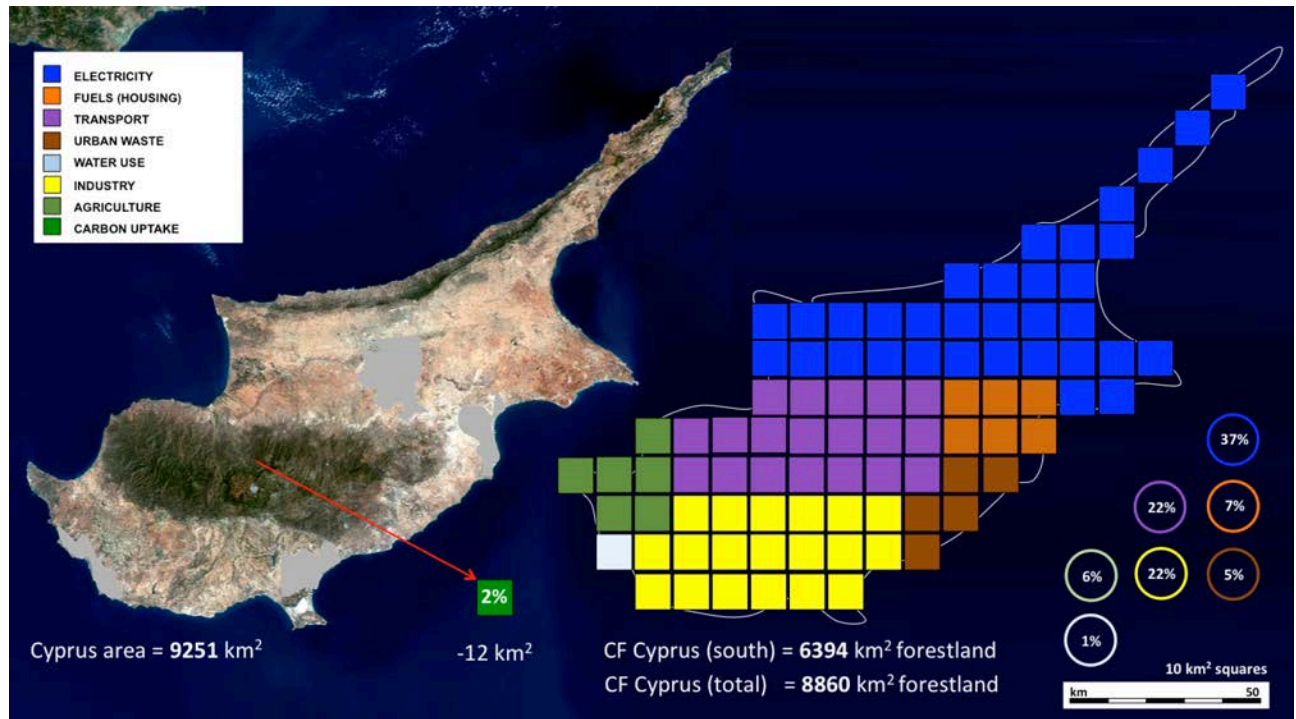 ELECTRICITY
FUELS (HOUSING)
TRANSPORT
URBAN WASTE
WATER USE
INDUSTRY
AGRICULTURE
CARBON UPTAKE
37%
22%
7%
6%
22%
5%
1%
2%
Cyprus area = 9251 km²
-12 km²
CF Cyprus (south) = 6394 km² forestland
CF Cyprus (total) = 8860 km² forestland
10 km² squares
km
50